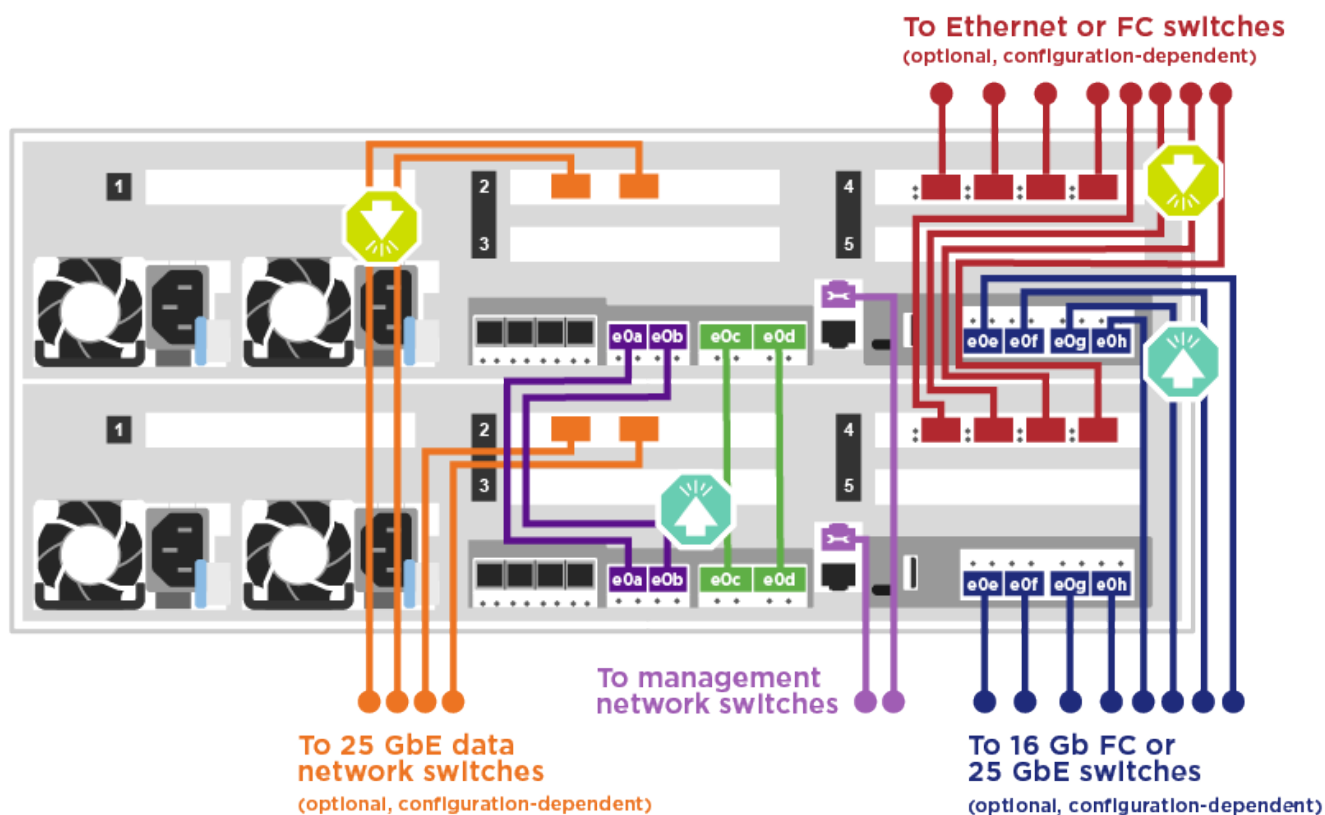 To Ethernet or FC switches
(optional, configuration-dependent)
1
2
4
3
5
e0a e0b e0c e0d
e0e e0f e0g e0h
1
2
4
3
5
e0a e0b e0c e0d
e0e e0f e0g e0h
To management
network switches
To 25 GbE data
network switches
(optional, configuration-dependent)
To 16 Gb FC or
25 GbE switches
(optional, configuration-dependent)